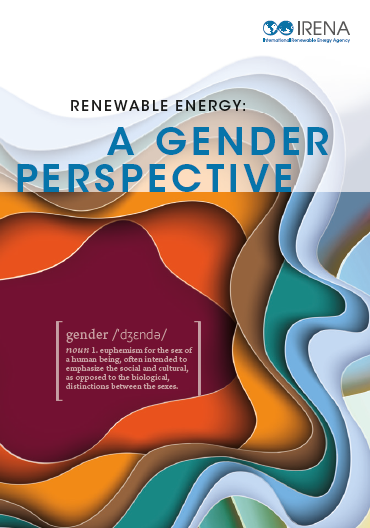 IRENA
International Renewable Energy Agency
RENEWABLE ENERGY:
A GENDER
PERSPECTIVE
gender /ˈdʒɛndə/
noun 1. euphemism for the sex of
a human being, often intended to
emphasize the social and cultural,
as opposed to the biological,
distinctions between the sexes.